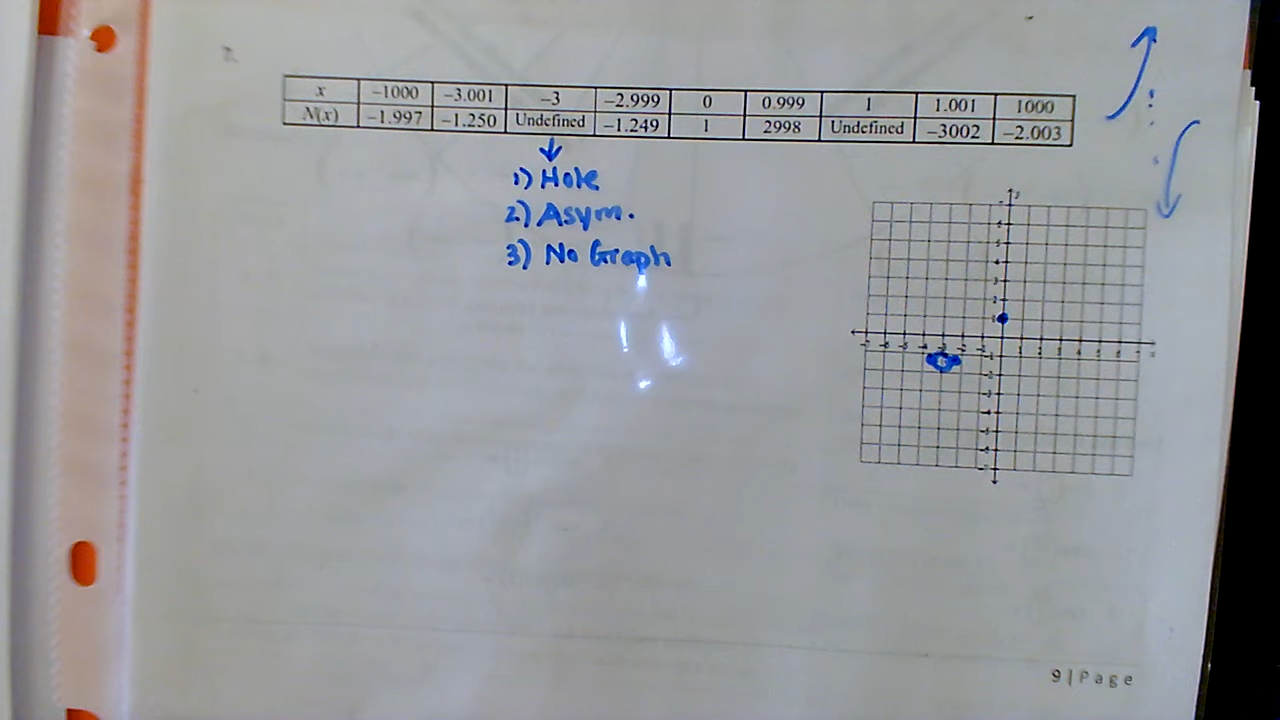 x −1000 −3.001 −3 −2.999 0 0.999 1 1.001 1000
N(x) −1.997 −1.250 Undefined −1.249 1 2998 Undefined −3002 −2.003
1) Hole
2) Asym.
3) No Graph
9 | Page